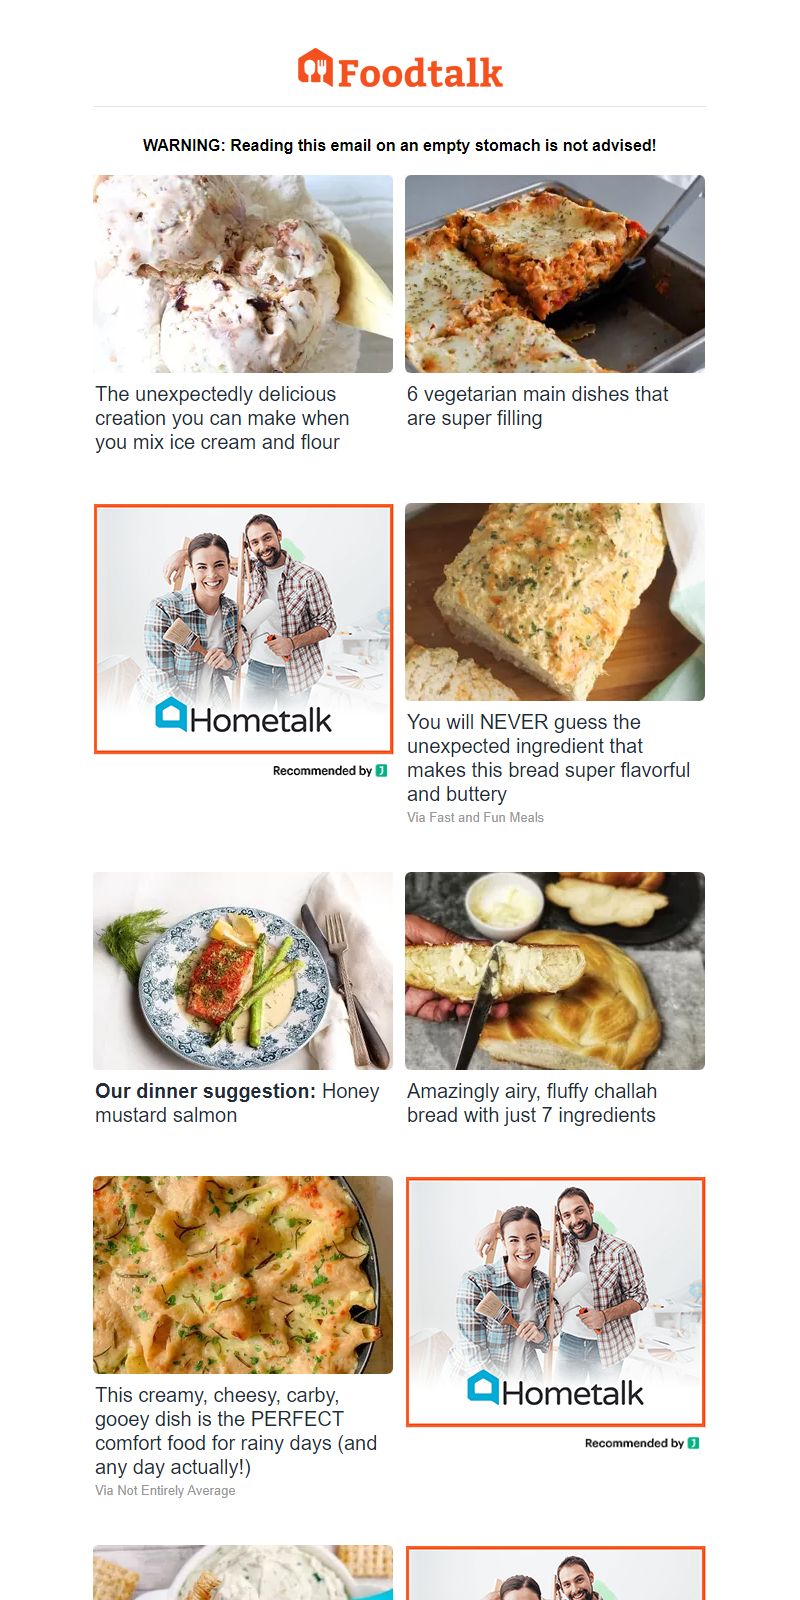 Foodtalk
WARNING: Reading this email on an empty stomach is not advised!
The unexpectedly delicious
creation you can make when
you mix ice cream and flour
6 vegetarian main dishes that
are super filling
Hometalk
Recommended by
You will NEVER guess the
unexpected ingredient that
makes this bread super flavorful
and buttery
Via Fast and Fun Meals
Our dinner suggestion: Honey
mustard salmon
Amazingly airy, fluffy challah
bread with just 7 ingredients
This creamy, cheesy, carby,
gooey dish is the PERFECT
comfort food for rainy days (and
any day actually!)
Via Not Entirely Average
Hometalk
Recommended by